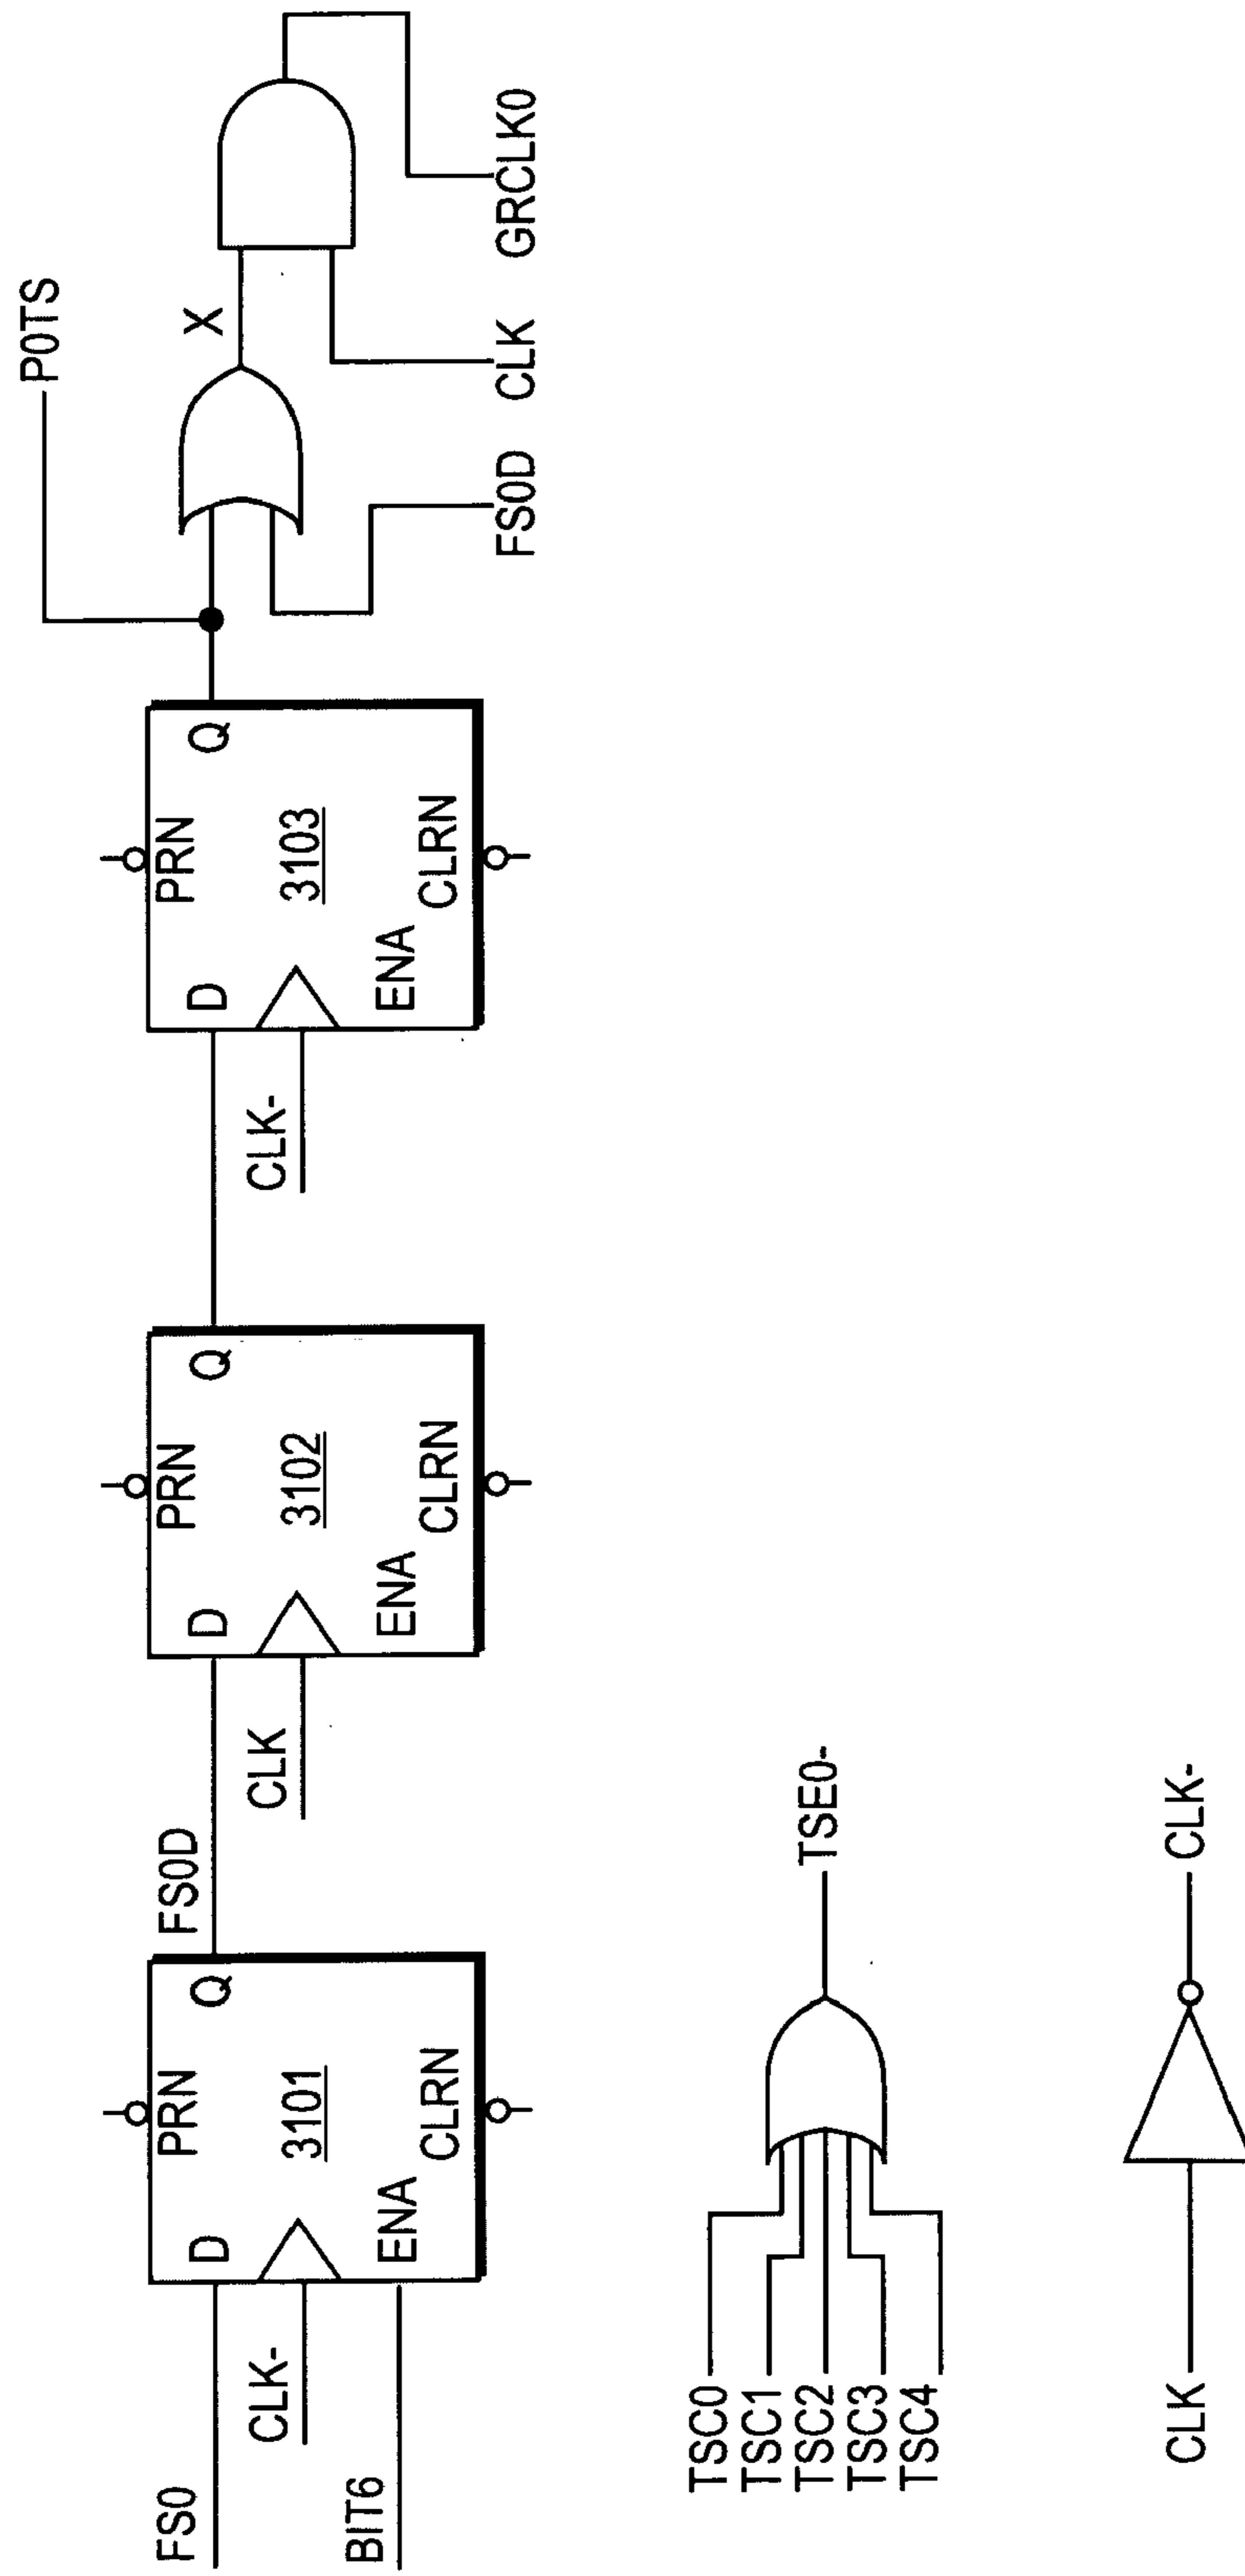 FS0
CLK-
BIT6
D
PRN
Q
3101
ENA
CLRN
FS0D
CLK
D
PRN
Q
3102
ENA
CLRN
CLK-
D
PRN
Q
3103
ENA
CLRN
P0TS
X
FS0D
CLK
GRCLK0
TSC0
TSC1
TSC2
TSC3
TSC4
TSE0-
CLK
CLK-